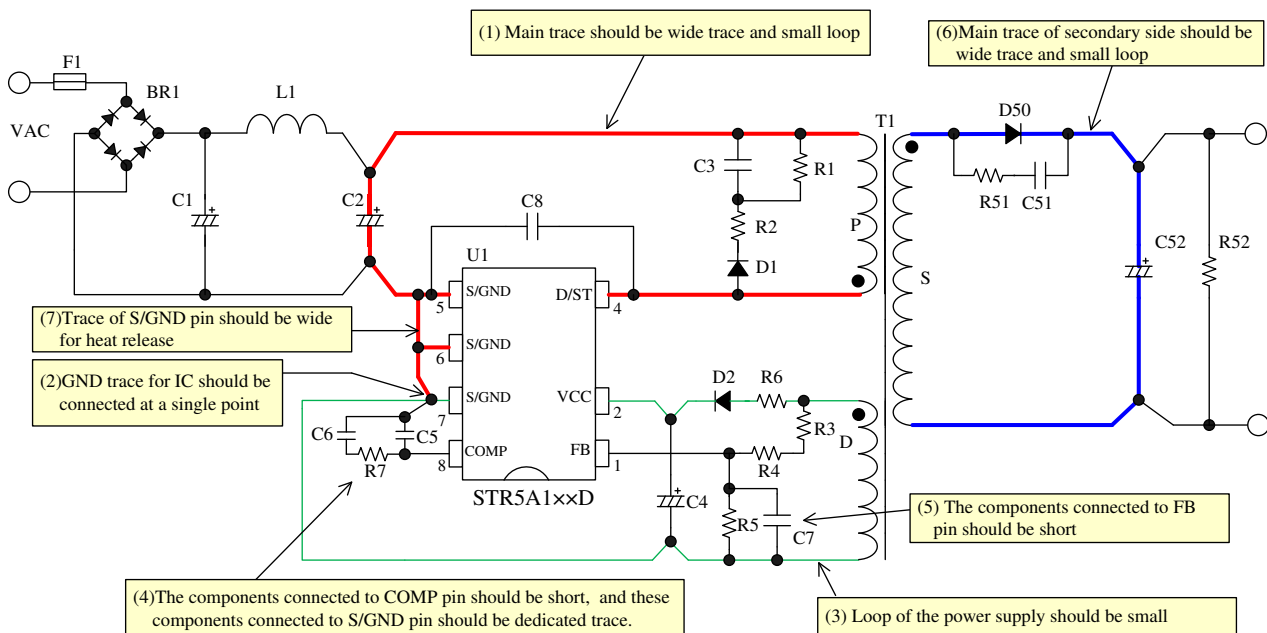 (1) Main trace should be wide trace and small loop
(6)Main trace of secondary side should be
wide trace and small loop
F1
BR1
L1
VAC
C1
C2
C8
C3
R1
R2
D1
P
T1
S
D50
R51
C51
C52
R52
U1
S/GND
D/ST
5
4
S/GND
6
S/GND
VCC
7
2
COMP
FB
8
1
STR5A1××D
(7)Trace of S/GND pin should be wide
for heat release
(2)GND trace for IC should be
connected at a single point
C6
C5
R7
D2
R6
R3
R4
D
C4
R5
C7
(5) The components connected to FB
pin should be short
(4)The components connected to COMP pin should be short, and these
components connected to S/GND pin should be dedicated trace.
(3) Loop of the power supply should be small